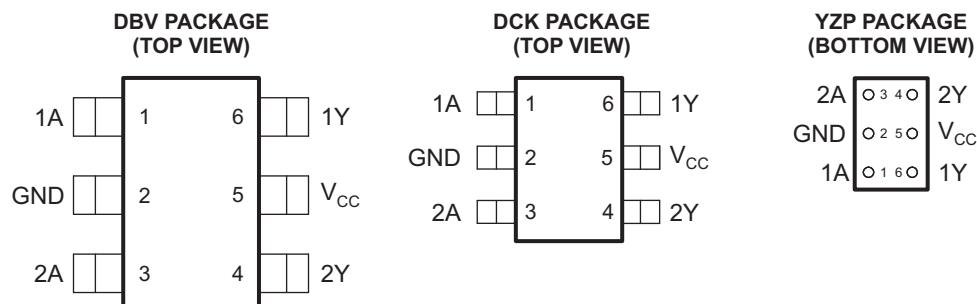 DBV PACKAGE
(TOP VIEW)
1A 1 6 1Y
GND 2 5 VCC
2A 3 4 2Y
DCK PACKAGE
(TOP VIEW)
1A 1 6 1Y
GND 2 5 VCC
2A 3 4 2Y
YZP PACKAGE
(BOTTOM VIEW)
2A 3 4 2Y
GND 2 5 VCC
1A 1 6 1Y